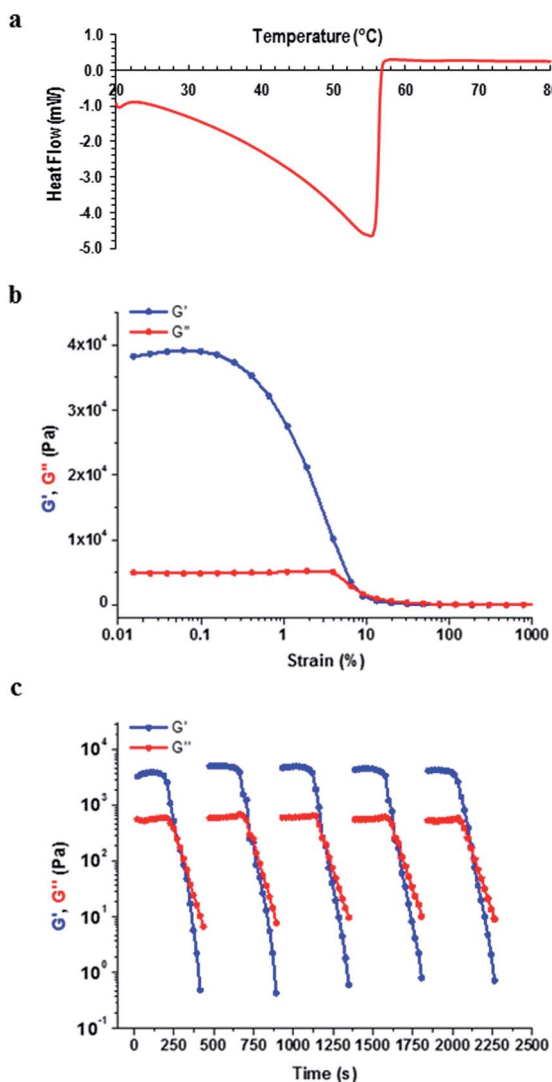 a
Temperature (°C)
1.0
0.0
20 30 40 50 60 70 80
-1.0
-2.0
-3.0
-4.0
-5.0
Heat Flow (mW)
b
G'
G"
4x10⁴
3x10⁴
2x10⁴
1x10⁴
0
G', G" (Pa)
0.01 0.1 1 10 100 1000
Strain (%)
c
G'
G"
10⁴
10³
10²
10¹
10⁰
10⁻¹
G', G" (Pa)
0 250 500 750 1000 1250 1500 1750 2000 2250 2500
Time (s)